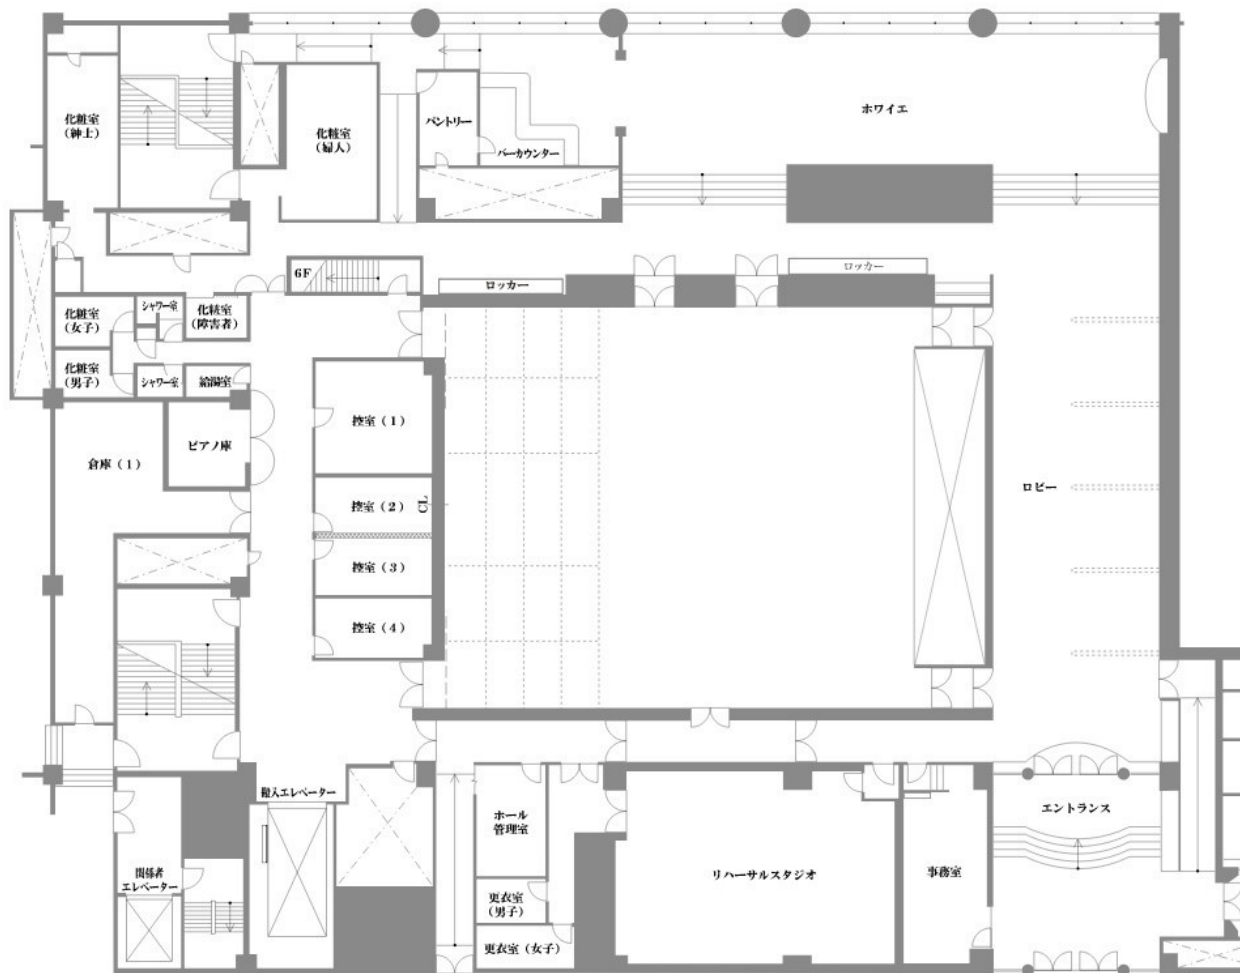 化粧室
(紳士)
化粧室
(婦人)
パントリー
バーカウンター
ホワイエ
6F
ロッカー
ロッカー
化粧室
(女子)
シャワー室
化粧室
(障害者)
化粧室
(男子)
シャワー室
給湯室
ピアノ庫
倉庫(1)
控室(1)
控室(2)
CL
控室(3)
控室(4)
ロビー
搬入エレベーター
ホール
管理室
エントランス
関係者
エレベーター
リハーサルスタジオ
事務室
更衣室
(男子)
更衣室(女子)